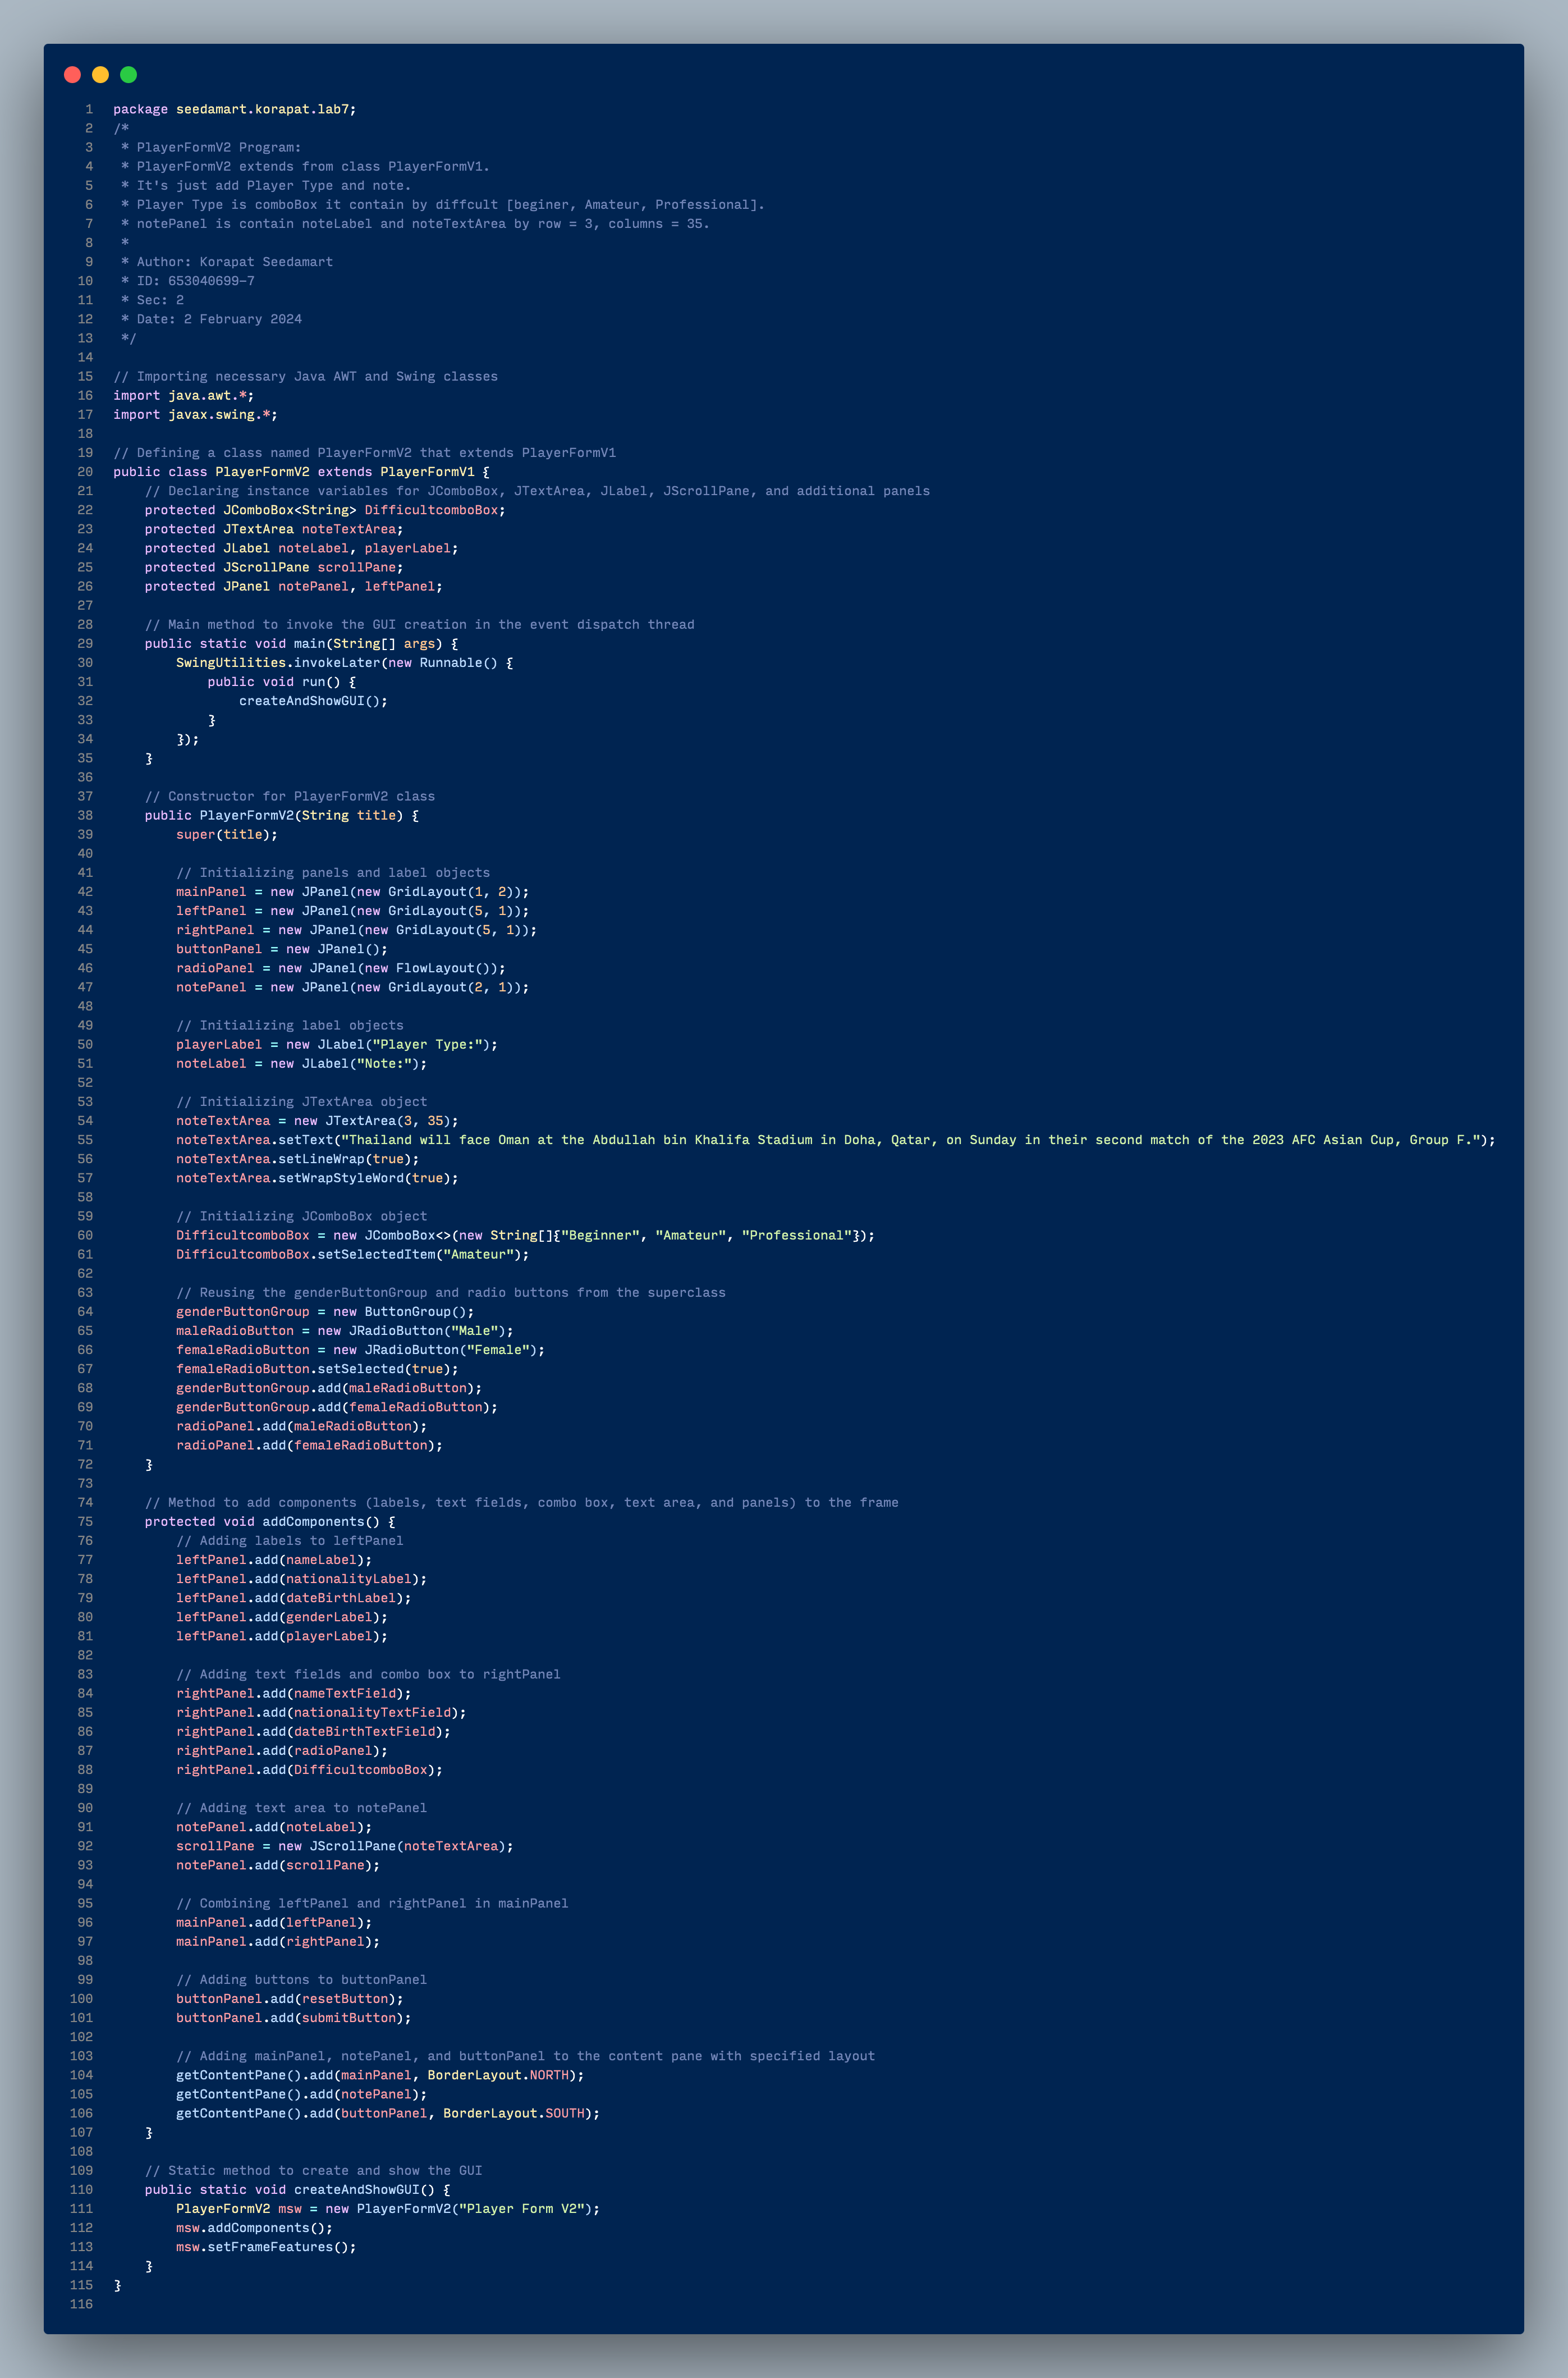 1 package seedamart.korapat.lab7;
2 /*
3  * PlayerFormV2 Program:
4  * PlayerFormV2 extends from class PlayerFormV1.
5  * It's just add Player Type and note.
6  * Player Type is comboBox it contain by diffcult [beginer, Amateur, Professional].
7  * notePanel is contain noteLabel and noteTextArea by row = 3, columns = 35.
8  *
9  * Author: Korapat Seedamart
10  * ID: 653040699-7
11  * Sec: 2
12  * Date: 2 February 2024
13  */
14
15 // Importing necessary Java AWT and Swing classes
16 import java.awt.*;
17 import javax.swing.*;
18
19 // Defining a class named PlayerFormV2 that extends PlayerFormV1
20 public class PlayerFormV2 extends PlayerFormV1 {
21     // Declaring instance variables for JComboBox, JTextArea, JLabel, JScrollPane, and additional panels
22     protected JComboBox<String> DifficultcomboBox;
23     protected JTextArea noteTextArea;
24     protected JLabel noteLabel, playerLabel;
25     protected JScrollPane scrollPane;
26     protected JPanel notePanel, leftPanel;
27
28     // Main method to invoke the GUI creation in the event dispatch thread
29     public static void main(String[] args) {
30         SwingUtilities.invokeLater(new Runnable() {
31             public void run() {
32                 createAndShowGUI();
33             }
34         });
35     }
36
37     // Constructor for PlayerFormV2 class
38     public PlayerFormV2(String title) {
39         super(title);
40
41         // Initializing panels and label objects
42         mainPanel = new JPanel(new GridLayout(1, 2));
43         leftPanel = new JPanel(new GridLayout(5, 1));
44         rightPanel = new JPanel(new GridLayout(5, 1));
45         buttonPanel = new JPanel();
46         radioPanel = new JPanel(new FlowLayout());
47         notePanel = new JPanel(new GridLayout(2, 1));
48
49         // Initializing label objects
50         playerLabel = new JLabel("Player Type:");
51         noteLabel = new JLabel("Note:");
52
53         // Initializing JTextArea object
54         noteTextArea = new JTextArea(3, 35);
55         noteTextArea.setText("Thailand will face Oman at the Abdullah bin Khalifa Stadium in Doha, Qatar, on Sunday in their second match of the 2023 AFC Asian Cup, Group F.");
56         noteTextArea.setLineWrap(true);
57         noteTextArea.setWrapStyleWord(true);
58
59         // Initializing JComboBox object
60         DifficultcomboBox = new JComboBox<>(new String[]{"Beginner", "Amateur", "Professional"});
61         DifficultcomboBox.setSelectedItem("Amateur");
62
63         // Reusing the genderButtonGroup and radio buttons from the superclass
64         genderButtonGroup = new ButtonGroup();
65         maleRadioButton = new JRadioButton("Male");
66         femaleRadioButton = new JRadioButton("Female");
67         femaleRadioButton.setSelected(true);
68         genderButtonGroup.add(maleRadioButton);
69         genderButtonGroup.add(femaleRadioButton);
70         radioPanel.add(maleRadioButton);
71         radioPanel.add(femaleRadioButton);
72     }
73
74     // Method to add components (labels, text fields, combo box, text area, and panels) to the frame
75     protected void addComponents() {
76         // Adding labels to leftPanel
77         leftPanel.add(nameLabel);
78         leftPanel.add(nationalityLabel);
79         leftPanel.add(dateBirthLabel);
80         leftPanel.add(genderLabel);
81         leftPanel.add(playerLabel);
82
83         // Adding text fields and combo box to rightPanel
84         rightPanel.add(nameTextField);
85         rightPanel.add(nationalityTextField);
86         rightPanel.add(dateBirthTextField);
87         rightPanel.add(radioPanel);
88         rightPanel.add(DifficultcomboBox);
89
90         // Adding text area to notePanel
91         notePanel.add(noteLabel);
92         scrollPane = new JScrollPane(noteTextArea);
93         notePanel.add(scrollPane);
94
95         // Combining leftPanel and rightPanel in mainPanel
96         mainPanel.add(leftPanel);
97         mainPanel.add(rightPanel);
98
99         // Adding buttons to buttonPanel
100         buttonPanel.add(resetButton);
101         buttonPanel.add(submitButton);
102
103         // Adding mainPanel, notePanel, and buttonPanel to the content pane with specified layout
104         getContentPane().add(mainPanel, BorderLayout.NORTH);
105         getContentPane().add(notePanel);
106         getContentPane().add(buttonPanel, BorderLayout.SOUTH);
107     }
108
109     // Static method to create and show the GUI
110     public static void createAndShowGUI() {
111         PlayerFormV2 msw = new PlayerFormV2("Player Form V2");
112         msw.addComponents();
113         msw.setFrameFeatures();
114     }
115 }
116